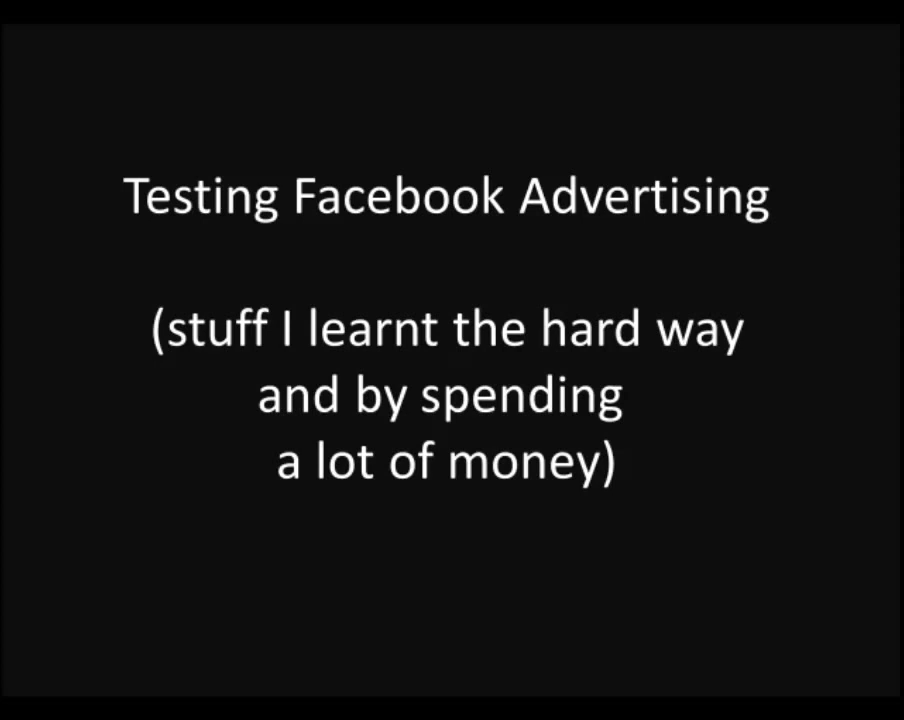 Testing Facebook Advertising
(stuff I learnt the hard way
and by spending
a lot of money)